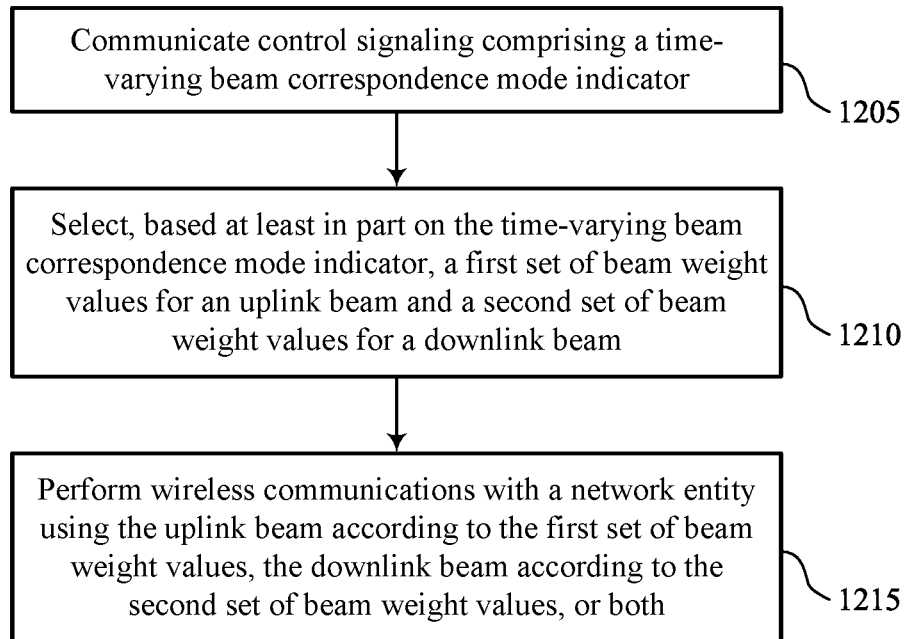 Communicate control signaling comprising a time-
varying beam correspondence mode indicator
1205
Select, based at least in part on the time-varying beam
correspondence mode indicator, a first set of beam weight
values for an uplink beam and a second set of beam
weight values for a downlink beam
1210
Perform wireless communications with a network entity
using the uplink beam according to the first set of beam
weight values, the downlink beam according to the
second set of beam weight values, or both
1215